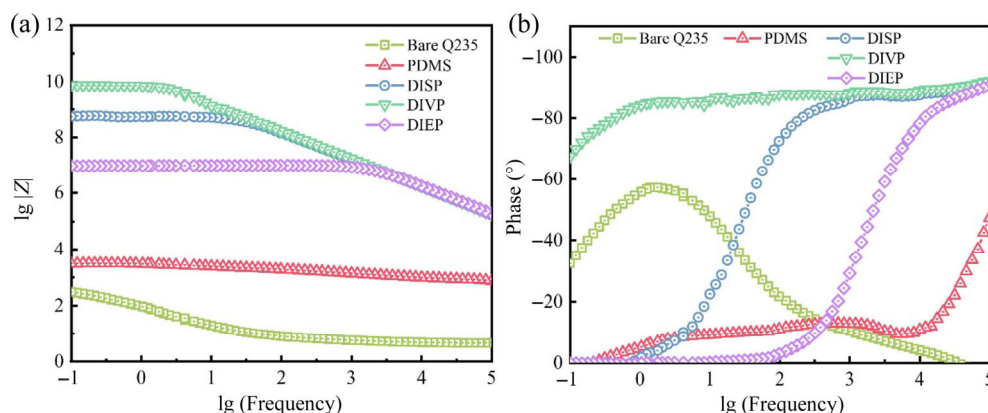 (a)
12
10
8
6
4
2
0
lg |Z|
Bare Q235
PDMS
DISP
DIVP
DIEP
−1 0 1 2 3 4 5
lg (Frequency)
(b)
−100
−80
−60
−40
−20
0
Phase (°)
Bare Q235 PDMS DISP
DIVP
DIEP
−1 0 1 2 3 4 5
lg (Frequency)